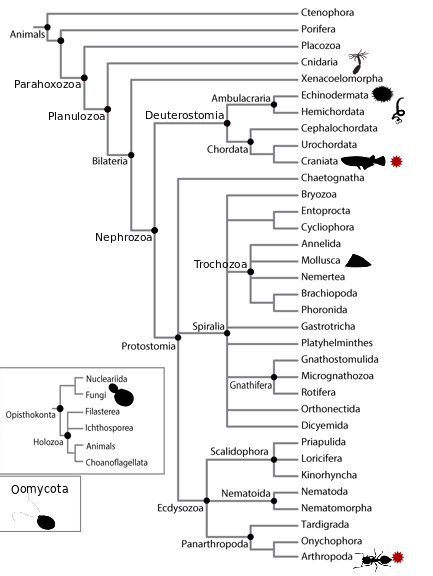 Ctenophora
Animals
Porifera
Placozoa
Cnidaria
Parahoxozoa
Xenacoelomorpha
Planulozoa
Echinodermata
Ambulacraria
Hemichordata
Deuterostomia
Cephalochordata
Urochordata
Chordata
Craniata
Bilateria
Chaetognatha
Bryozoa
Entoprocta
Cycliophora
Nephrozoa
Annelida
Mollusca
Trochozoa
Nemertea
Brachiopoda
Phoronida
Spiralia
Gastrotricha
Platyhelminthes
Protostomia
Gnathostomulida
Micrognathozoa
Gnathifera
Rotifera
Orthonectida
Dicyemida
Priapulida
Scalidophora
Loricifera
Kinorhyncha
Nematoida
Nematoda
Nematomorpha
Ecdysozoa
Tardigrada
Onychophora
Panarthropoda
Arthropoda
Nucleariida
Fungi
Opisthokonta
Filasterea
Ichthosporea
Holozoa
Animals
Choanoflagellata
Oomycota